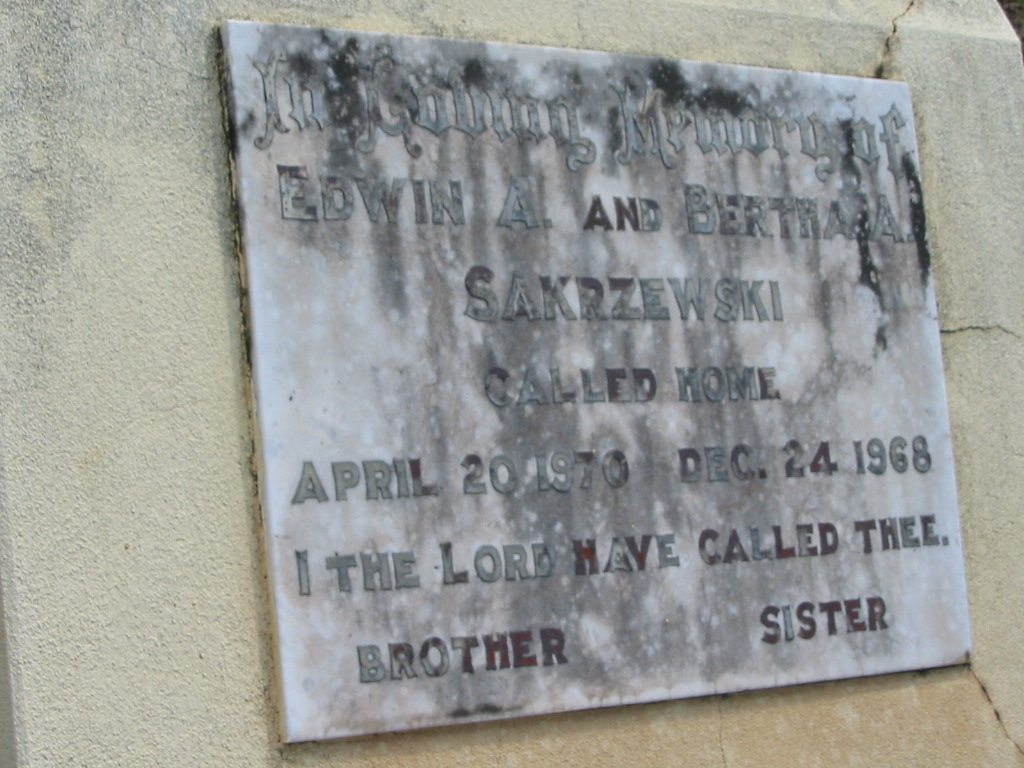 In Loving Memory of
EDWIN A. AND BERTHA A.
SAKRZEWSKI
CALLED HOME
APRIL 20 1970 DEC. 24 1968
I THE LORD HAVE CALLED THEE.
BROTHER SISTER